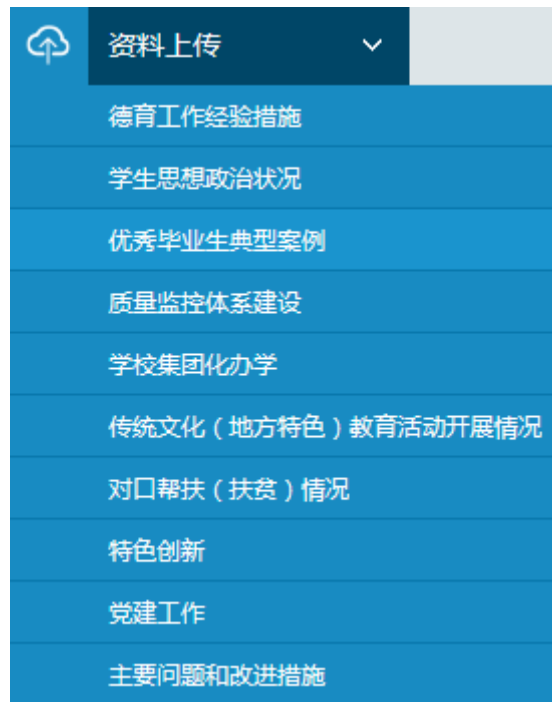 资料上传
德育工作经验措施
学生思想政治状况
优秀毕业生典型案例
质量监控体系建设
学校集团化办学
传统文化（地方特色）教育活动开展情况
对口帮扶（扶贫）情况
特色创新
党建工作
主要问题和改进措施